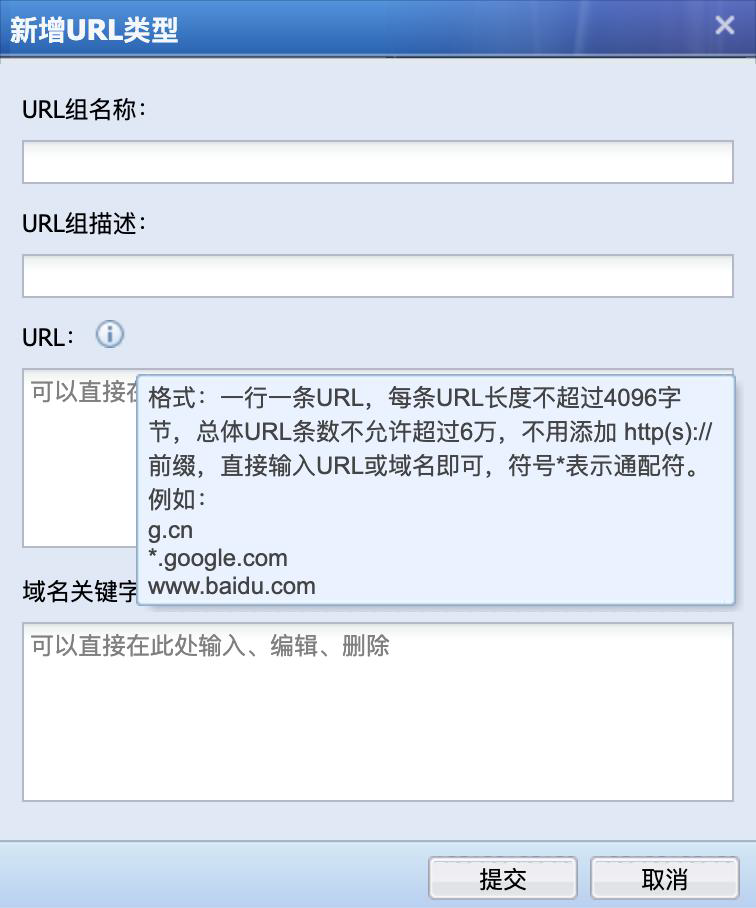 新增URL类型
URL组名称：
URL组描述：
URL：
可以直接在
格式：一行一条URL，每条URL长度不超过4096字
节，总体URL条数不允许超过6万，不用添加 http(s)://
前缀，直接输入URL或域名即可，符号*表示通配符。
例如：
g.cn
*.google.com
www.baidu.com
域名关键字
可以直接在此处输入、编辑、删除
提交
取消